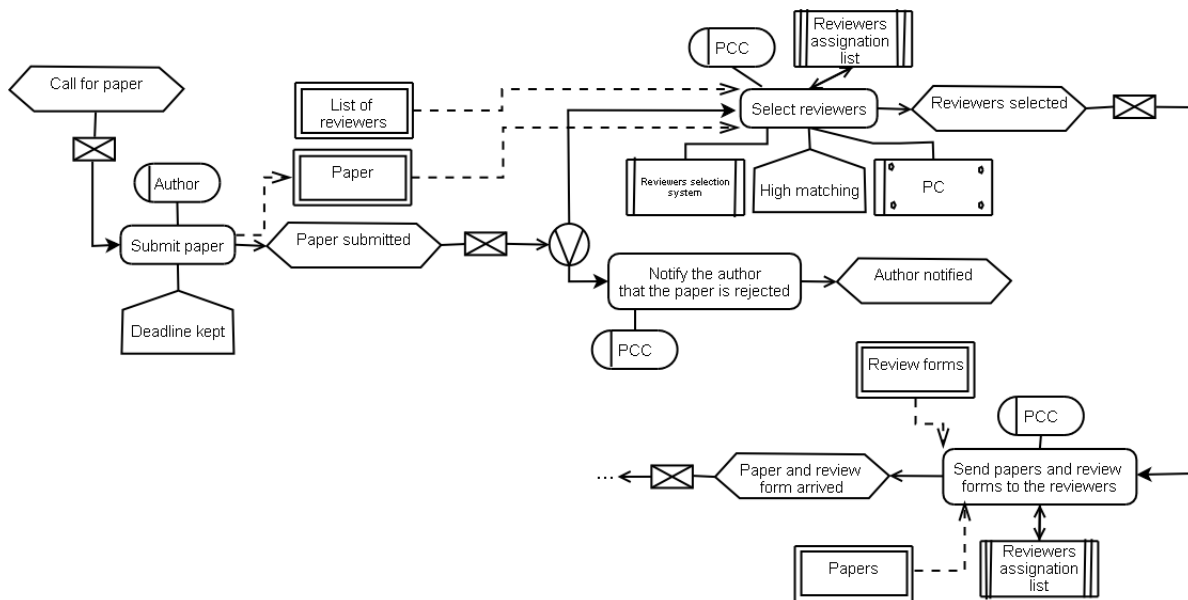 Reviewers
assignation
list
PCC
Call for paper
List of
reviewers
Select reviewers
Reviewers selected
Author
Paper
Reviewers selection
system
High matching
PC
Submit paper
Paper submitted
Notify the author
that the paper is rejected
Author notified
Deadline kept
PCC
Review forms
PCC
...
Paper and review
form arrived
Send papers and review
forms to the reviewers
Papers
Reviewers
assignation
list